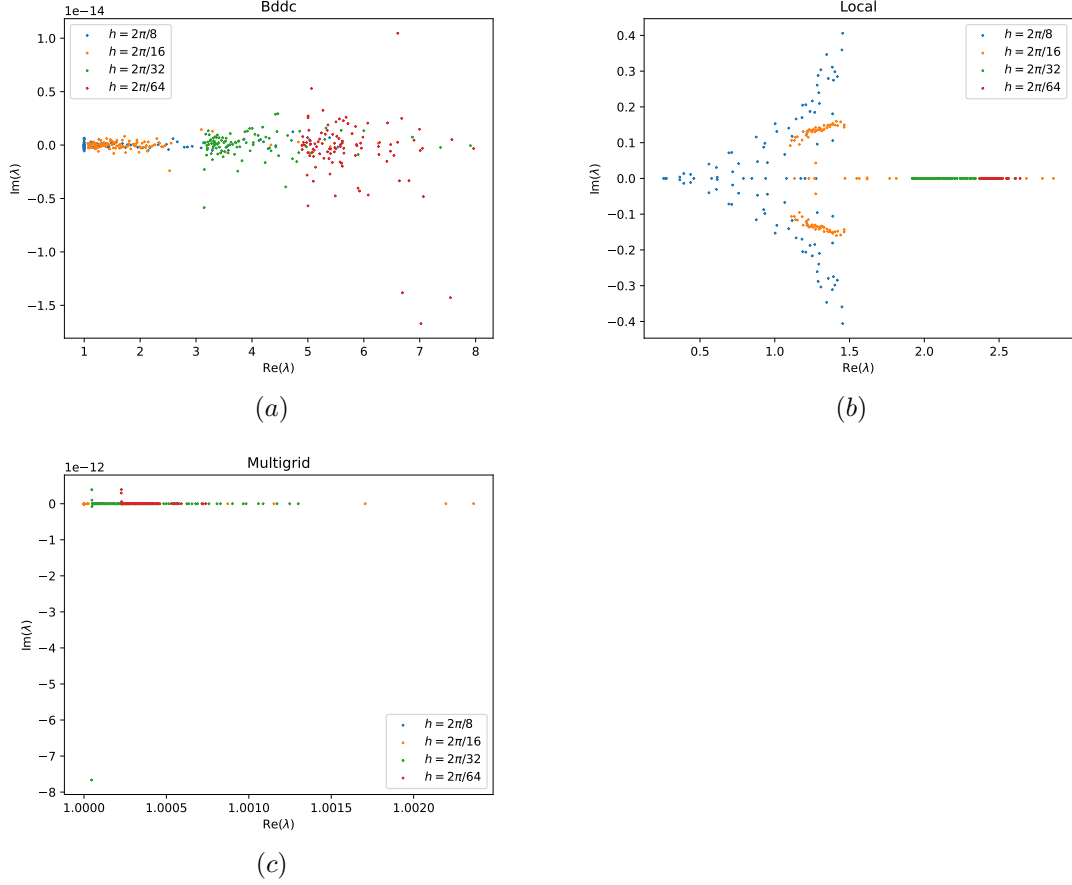 Bddc
1e−14
h = 2π/8
h = 2π/16
h = 2π/32
h = 2π/64
1.0
0.5
0.0
−0.5
−1.0
−1.5
Im(λ)
1 2 3 4 5 6 7 8
Re(λ)
(a)
Local
h = 2π/8
h = 2π/16
h = 2π/32
h = 2π/64
0.4
0.3
0.2
0.1
0.0
−0.1
−0.2
−0.3
−0.4
Im(λ)
0.5 1.0 1.5 2.0 2.5
Re(λ)
(b)
Multigrid
1e−12
0
−1
−2
−3
−4
−5
−6
−7
−8
Im(λ)
h = 2π/8
h = 2π/16
h = 2π/32
h = 2π/64
1.0000 1.0005 1.0010 1.0015 1.0020
Re(λ)
(c)